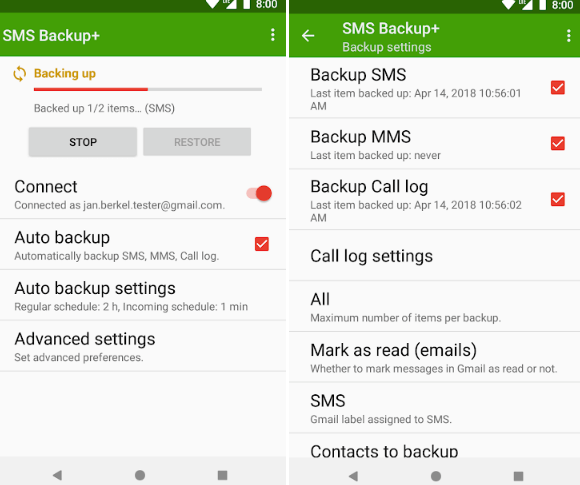 8:00
SMS Backup+
Backing up
Backed up 1/2 items... (SMS)
STOP
RESTORE
Connect
Connected as jan.berkel.tester@gmail.com.
Auto backup
Automatically backup SMS, MMS, Call log.
Auto backup settings
Regular schedule: 2 h, Incoming schedule: 1 min
Advanced settings
Set advanced preferences.
8:00
SMS Backup+
Backup settings
Backup SMS
Last item backed up: Apr 14, 2018 10:56:01
AM
Backup MMS
Last item backed up: never
Backup Call log
Last item backed up: Apr 14, 2018 10:56:02
AM
Call log settings
All
Maximum number of items per backup.
Mark as read (emails)
Whether to mark messages in Gmail as read or not.
SMS
Gmail label assigned to SMS.
Contacts to backup